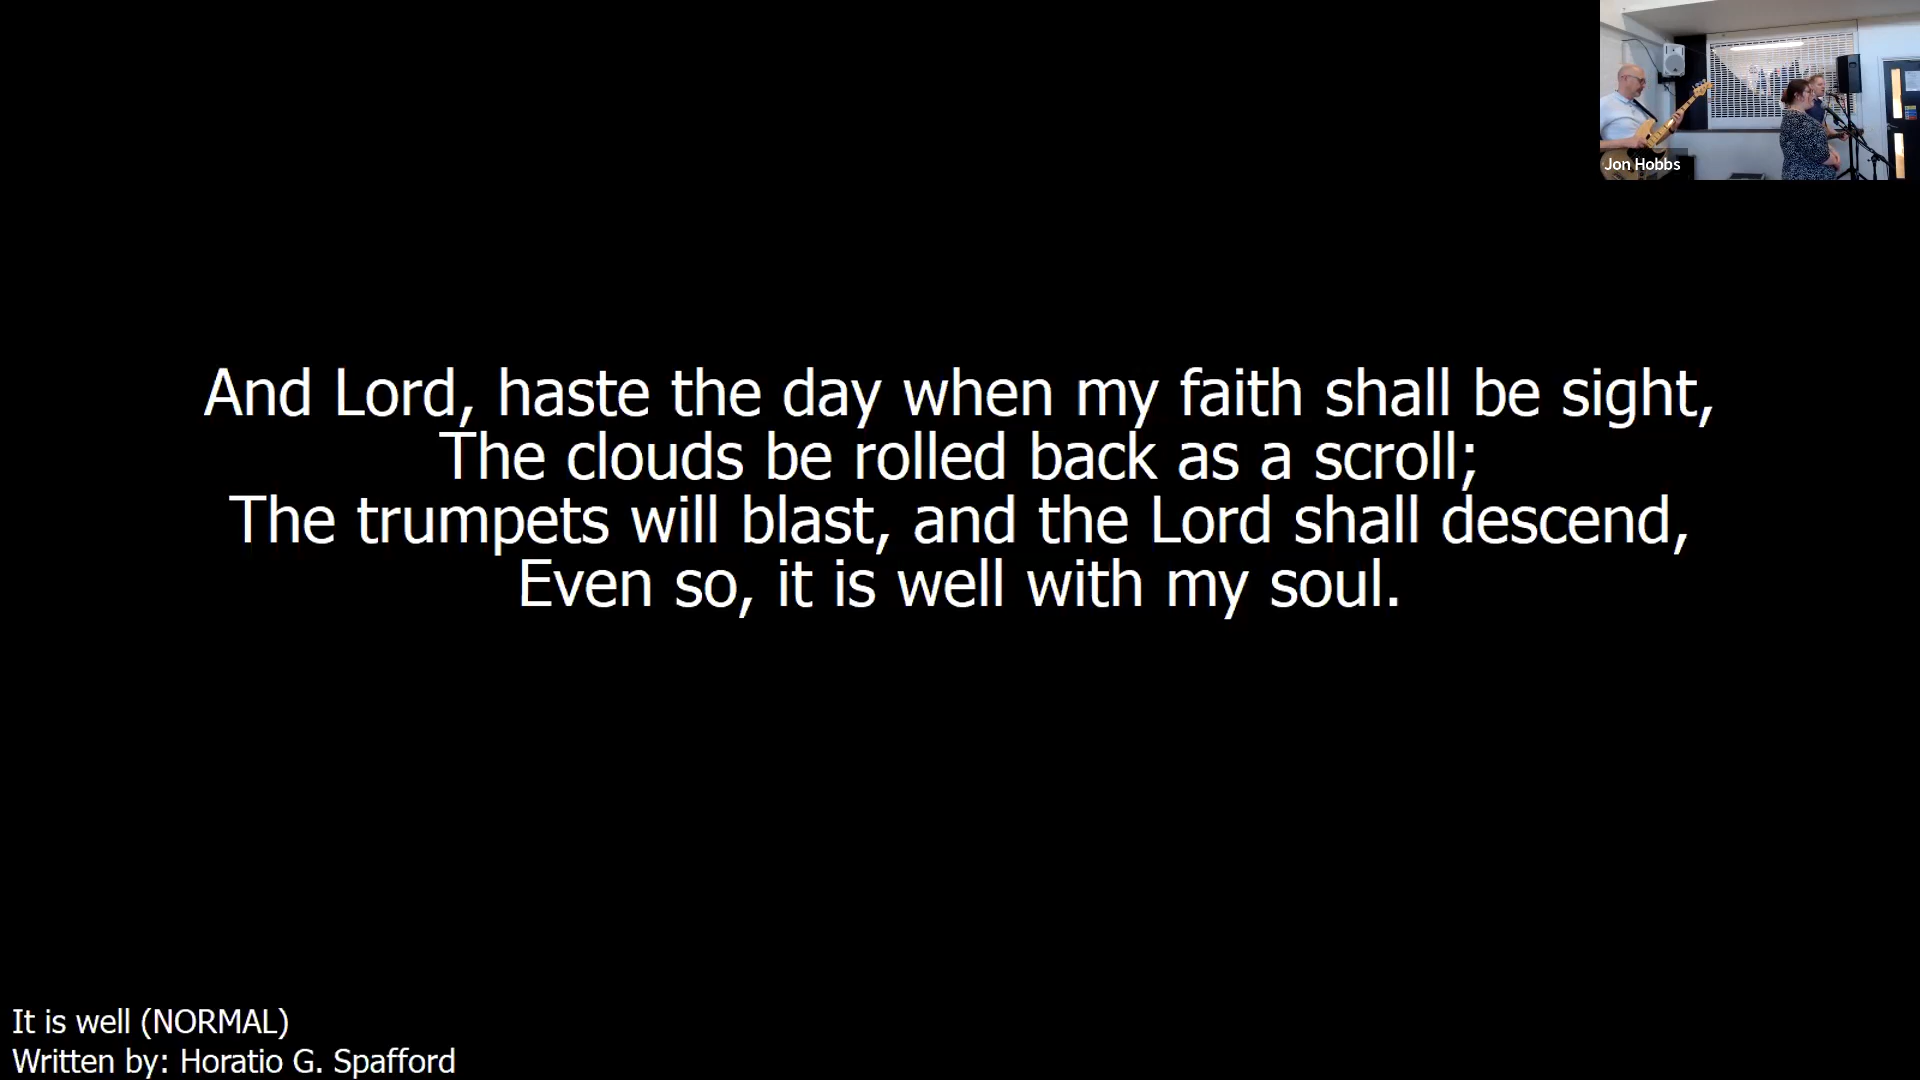 Jon Hobbs
And Lord, haste the day when my faith shall be sight,
The clouds be rolled back as a scroll;
The trumpets will blast, and the Lord shall descend,
Even so, it is well with my soul.
It is well (NORMAL)
Written by: Horatio G. Spafford